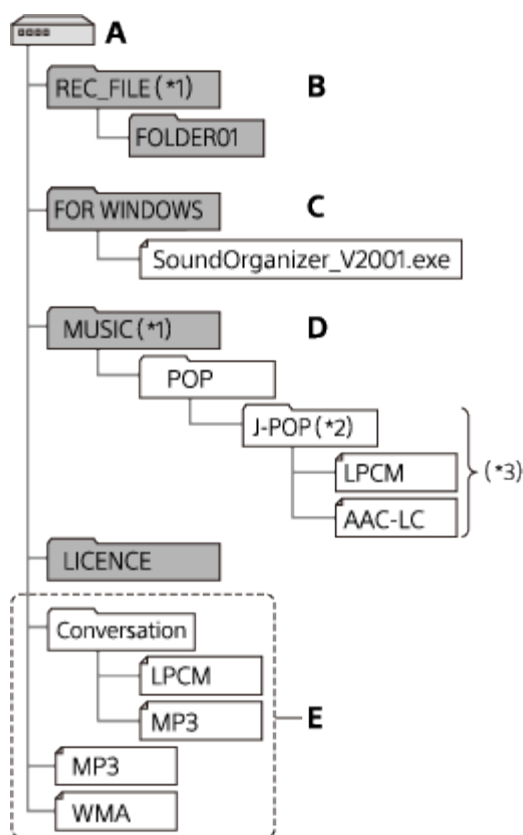 A
REC_FILE(*1) B
FOLDER01
FOR WINDOWS C
SoundOrganizer_V2001.exe
MUSIC(*1) D
POP
J-POP(*2)
LPCM (*3)
AAC-LC
LICENCE
Conversation
LPCM
MP3 E
MP3
WMA